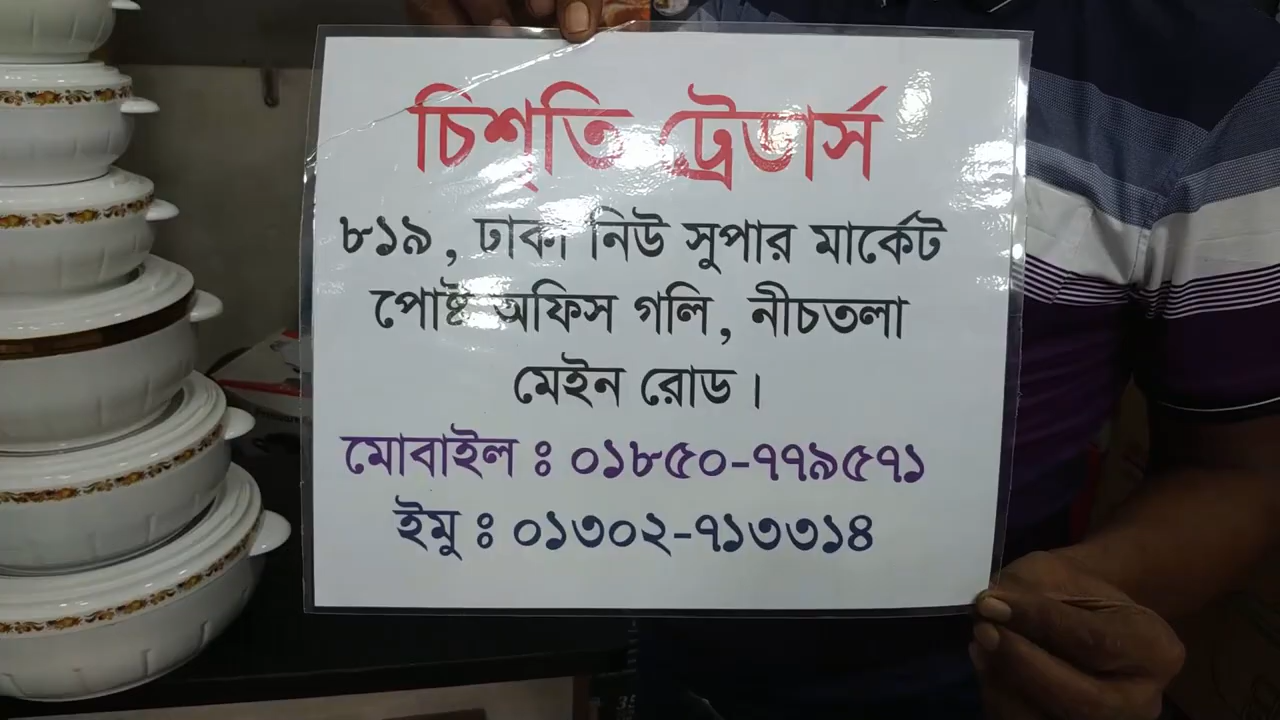 চিশ্‌তি ট্রেডার্স
৮১৯, ঢাকা নিউ সুপার মার্কেট
পোষ্ট অফিস গলি, নীচতলা
মেইন রোড।
মোবাইল ঃ ০১৮৫০-৭৭৯৫৭১
ইমু ঃ ০১৩০২-৭১৩৩১৪